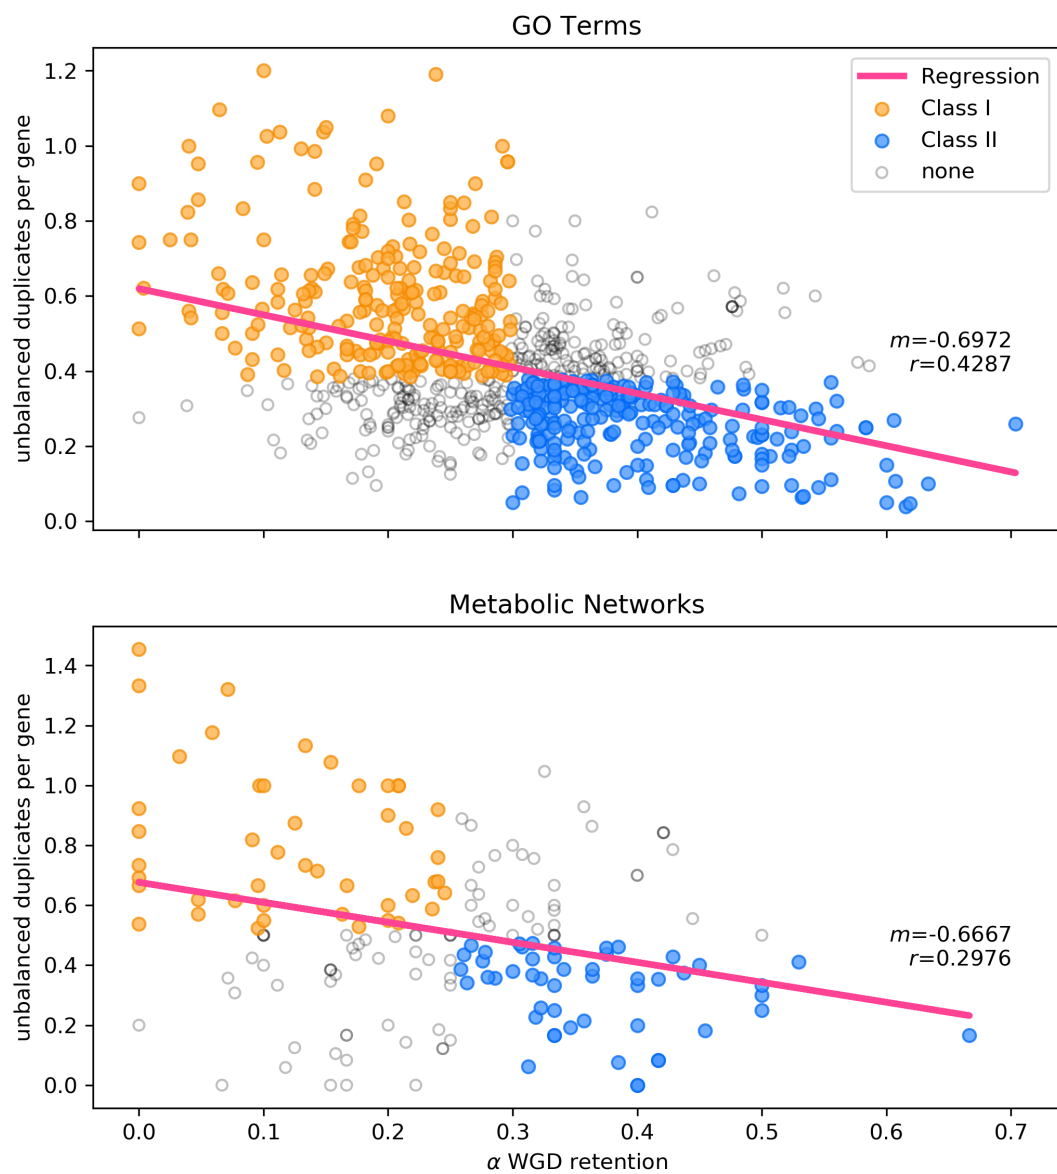 GO Terms
unbalanced duplicates per gene
1.2
1.0
0.8
0.6
0.4
0.2
0.0
Regression
Class I
Class II
none
m=-0.6972
r=0.4287
Metabolic Networks
unbalanced duplicates per gene
1.4
1.2
1.0
0.8
0.6
0.4
0.2
0.0
m=-0.6667
r=0.2976
0.0 0.1 0.2 0.3 0.4 0.5 0.6 0.7
α WGD retention